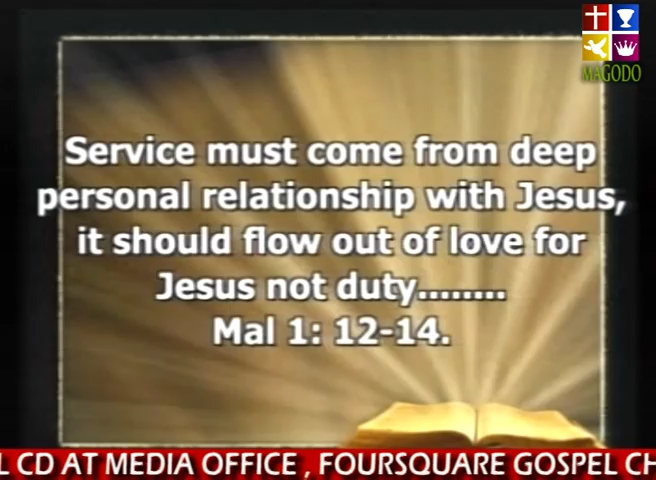 MAGODO
Service must come from deep
personal relationship with Jesus,
it should flow out of love for
Jesus not duty........
Mal 1: 12-14.
L CD AT MEDIA OFFICE , FOURSQUARE GOSPEL CH